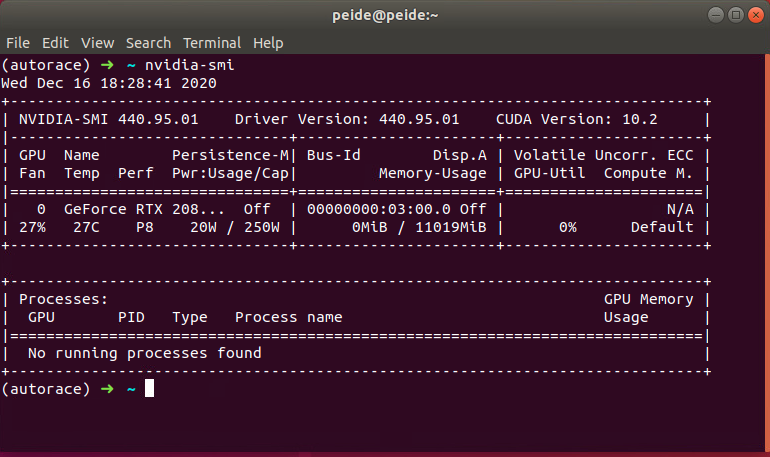 peide@peide:~
File Edit View Search Terminal Help
(autorace) ➜ ~ nvidia-smi
Wed Dec 16 18:28:41 2020
+-----------------------------------------------------------------------------+
| NVIDIA-SMI 440.95.01    Driver Version: 440.95.01    CUDA Version: 10.2     |
|-------------------------------+----------------------+----------------------+
| GPU  Name        Persistence-M| Bus-Id        Disp.A | Volatile Uncorr. ECC |
| Fan  Temp  Perf  Pwr:Usage/Cap|         Memory-Usage | GPU-Util  Compute M. |
|===============================+======================+======================|
|   0  GeForce RTX 208...  Off  | 00000000:03:00.0 Off |                  N/A |
| 27%   27C    P8    20W / 250W |      0MiB / 11019MiB |      0%      Default |
+-------------------------------+----------------------+----------------------+
+-----------------------------------------------------------------------------+
| Processes:                                                       GPU Memory |
|  GPU       PID   Type   Process name                             Usage      |
|=============================================================================|
|  No running processes found                                                 |
+-----------------------------------------------------------------------------+
(autorace) ➜ ~